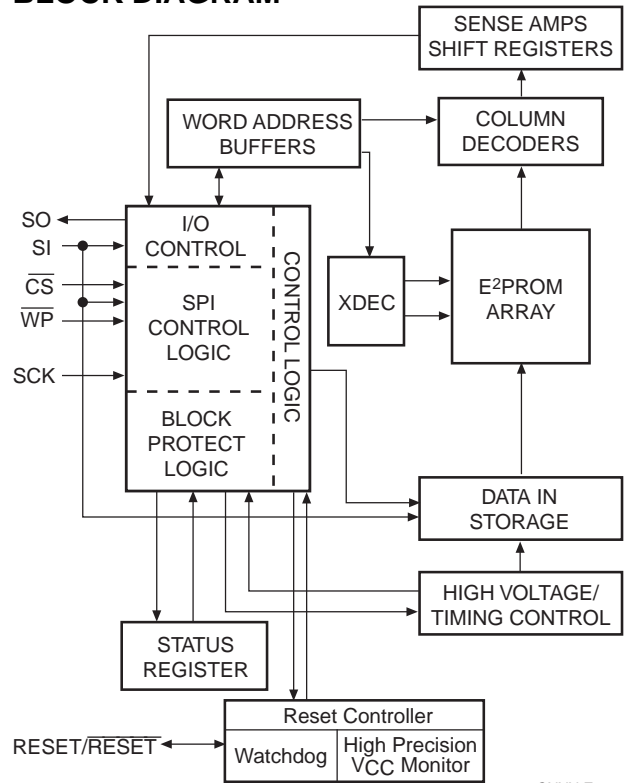 BLOCK DIAGRAM
SENSE AMPS
SHIFT REGISTERS
WORD ADDRESS
BUFFERS
COLUMN
DECODERS
SO
SI
CS
WP
SCK
I/O
CONTROL
SPI
CONTROL
LOGIC
BLOCK
PROTECT
LOGIC
CONTROL LOGIC
XDEC
E2PROM
ARRAY
DATA IN
STORAGE
HIGH VOLTAGE/
TIMING CONTROL
STATUS
REGISTER
Reset Controller
RESET/RESET
Watchdog
High Precision
VCC Monitor